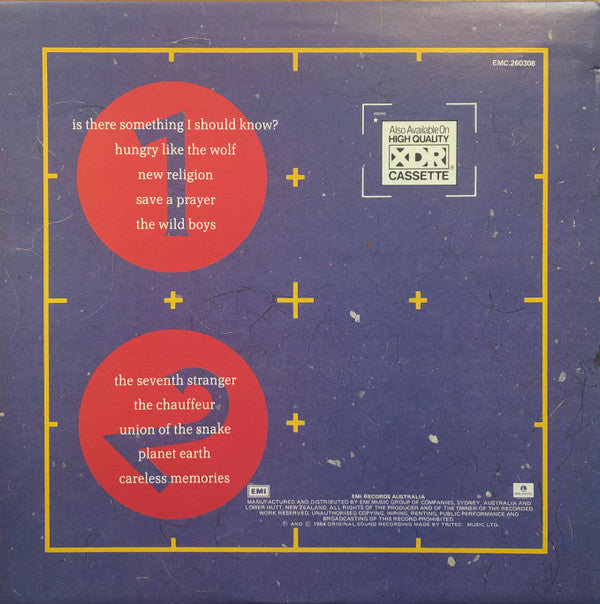 EMC.260308
1
is there something I should know?
hungry like the wolf
new religion
save a prayer
the wild boys
Also Available On
HIGH QUALITY
XDR®
CASSETTE
2
the seventh stranger
the chauffeur
union of the snake
planet earth
careless memories
EMI
EMI RECORDS AUSTRALIA
MANUFACTURED AND DISTRIBUTED BY EMI MUSIC GROUP OF COMPANIES, SYDNEY, AUSTRALIA AND
LOWER HUTT, NEW ZEALAND. ALL RIGHTS OF THE PRODUCER AND OF THE OWNER OF THE RECORDED
WORK RESERVED. UNAUTHORISED COPYING, HIRING, RENTING, PUBLIC PERFORMANCE AND
BROADCASTING OF THIS RECORD PROHIBITED
℗ AND © 1984 ORIGINAL SOUND RECORDING MADE BY TRITEC MUSIC LTD.